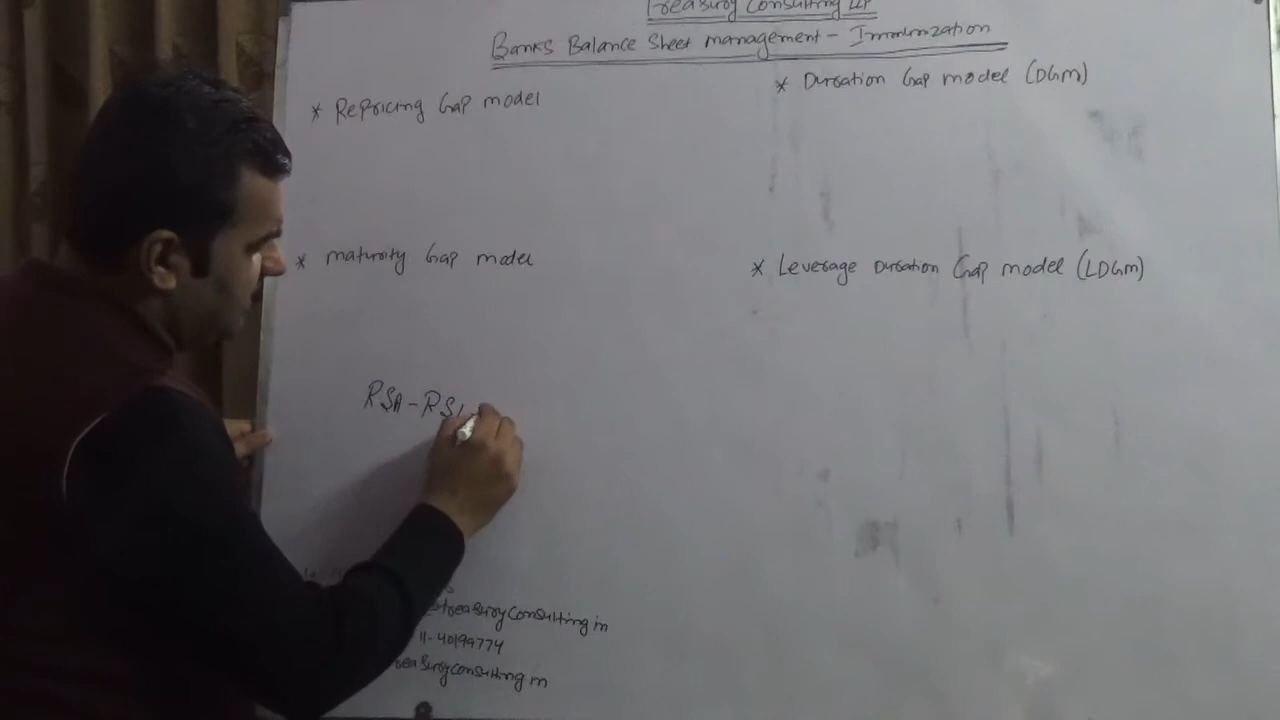 Treasury Consulting LLP
Banks Balance Sheet management - Immunization
* Repricing Gap model
* Duration Gap model (DGM)
* maturity Gap model
* Leverage Duration Gap model (LDGM)
RSA - RSL
treasuryconsulting in
11-40199774
treasuryconsulting in